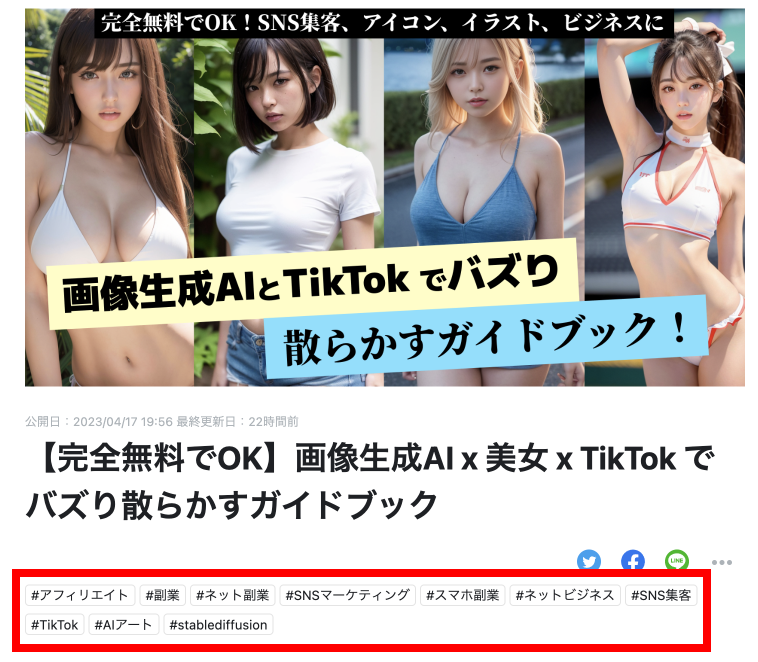 完全無料でOK!SNS集客、アイコン、イラスト、ビジネスに
画像生成AIとTikTok でバズり
散らかすガイドブック!
公開日:2023/04/17 19:56 最終更新日:22時間前
【完全無料でOK】画像生成AI x 美女 x TikTok で
バズり散らかすガイドブック
LINE
#アフィリエイト #副業 #ネット副業 #SNSマーケティング #スマホ副業 #ネットビジネス #SNS集客
#TikTok #AIアート #stablediffusion